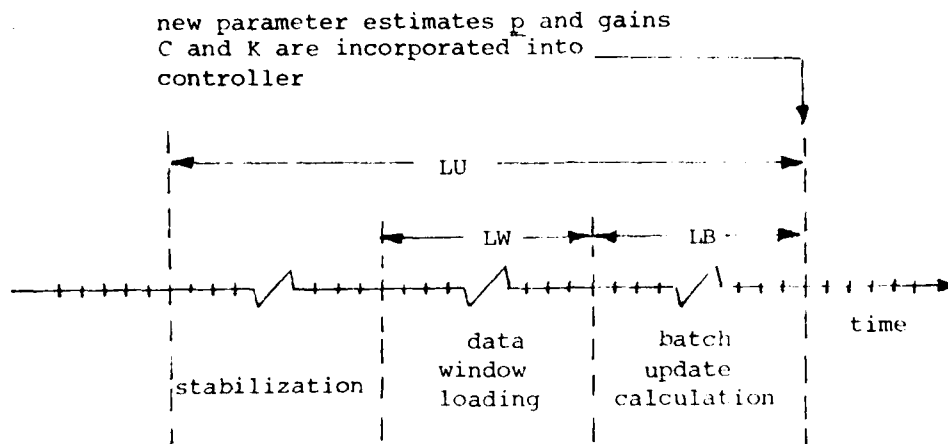 new parameter estimates p and gains
C and K are incorporated into
controller
LU
LW
LB
time
stabilization
data
window
loading
batch
update
calculation